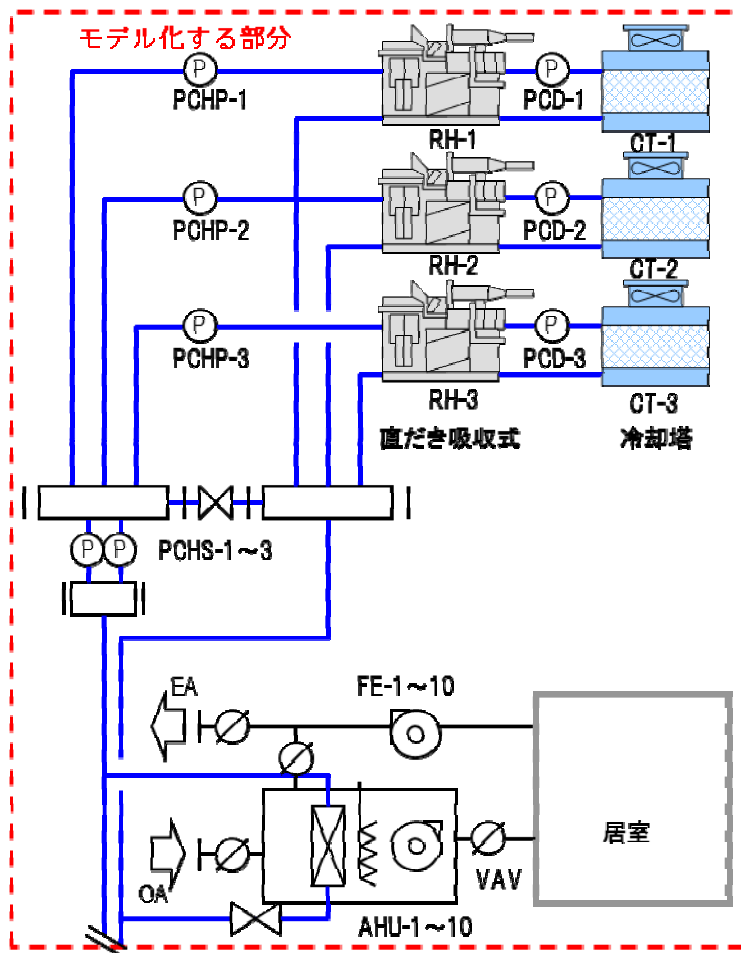 モデル化する部分
P
P
PCHP-1
RH-1
PCD-1
CT-1
P
P
PCHP-2
RH-2
PCD-2
CT-2
P
P
PCHP-3
RH-3
PCD-3
CT-3
直だき吸収式
冷却塔
P
P
PCHS-1～3
EA
FE-1～10
居室
OA
VAV
AHU-1～10